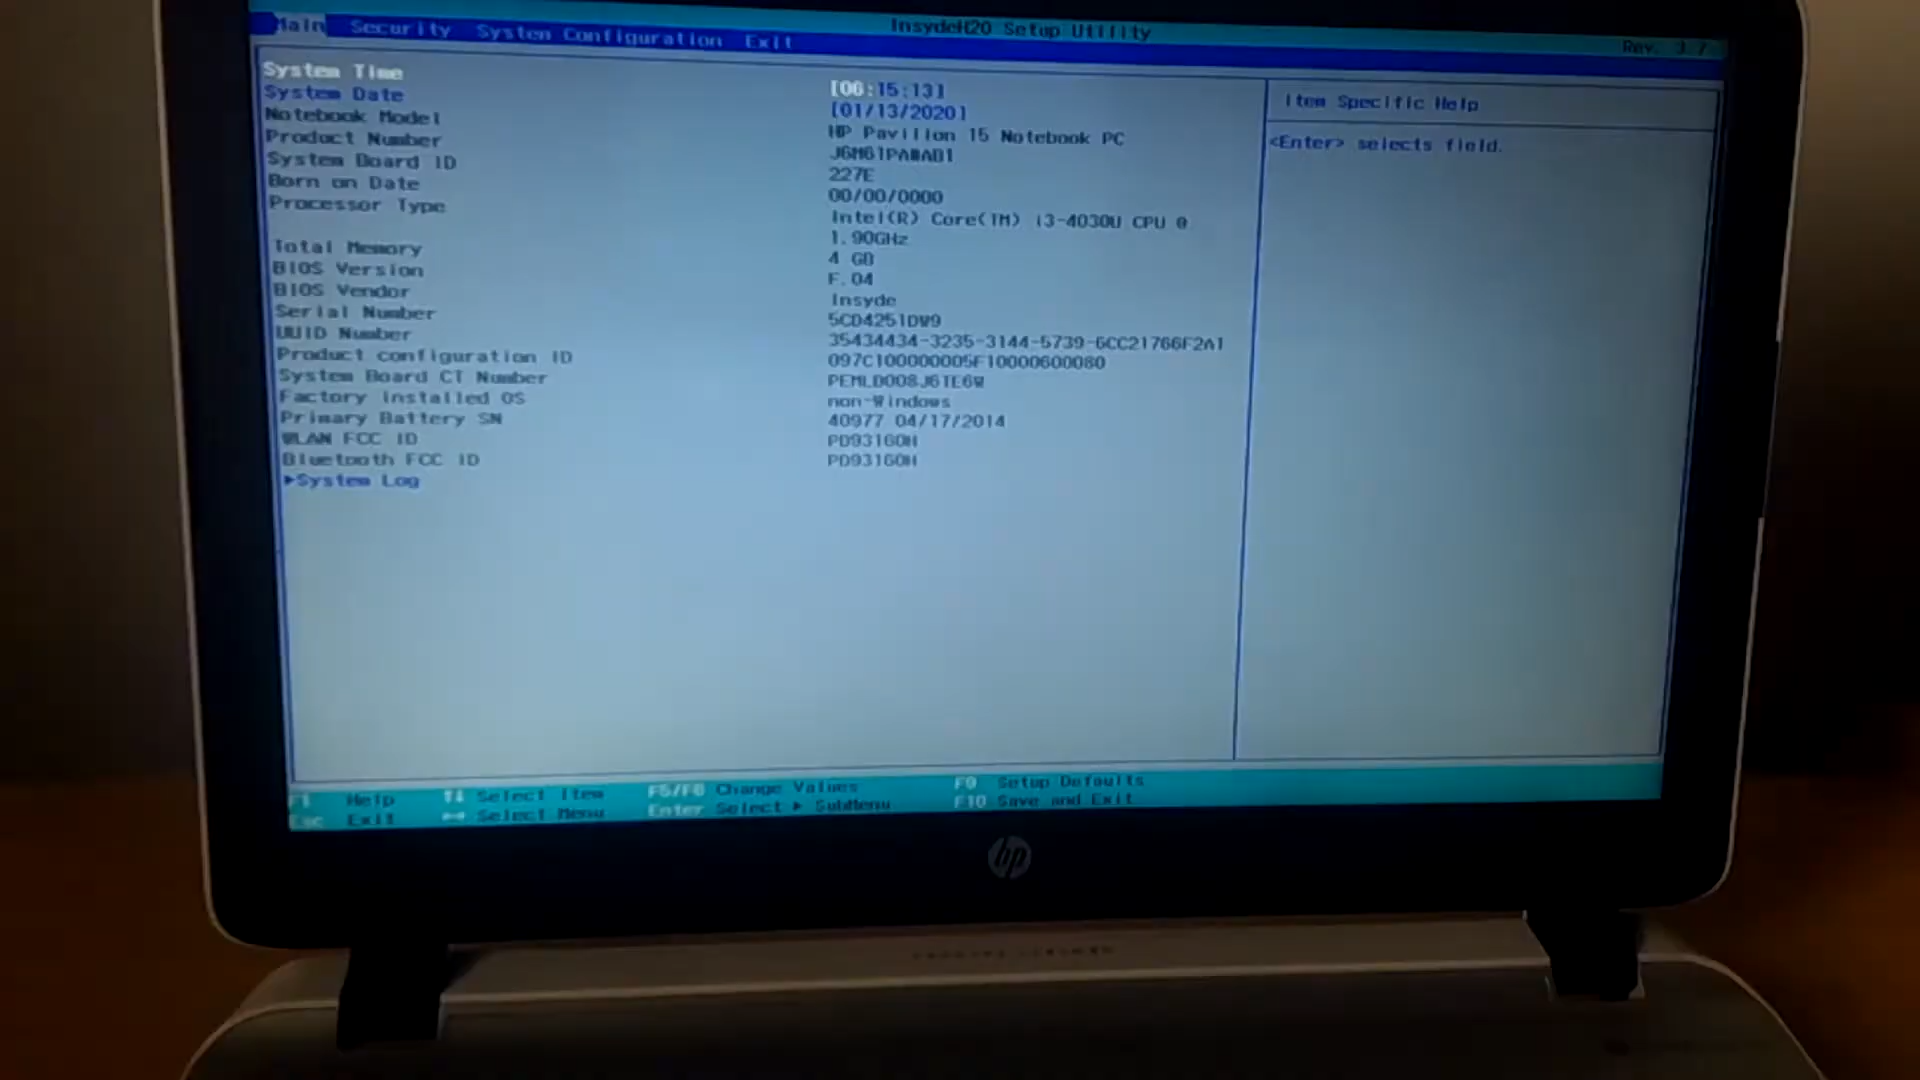 InsydeH20 Setup Utility Rev. 3.7
Main Security System Configuration Exit
System Time [06:15:13]
System Date [01/13/2020]
Notebook Model HP Pavilion 15 Notebook PC
Product Number J6M61PA#AB1
System Board ID 227E
Born on Date 00/00/0000
Processor Type Intel(R) Core(TM) i3-4030U CPU @
1.90GHz
Total Memory 4 GB
BIOS Version F.04
BIOS Vendor Insyde
Serial Number 5CD4251DW9
UUID Number 35434434-3235-3144-5739-6CC21766F2A1
Product configuration ID 097C100000005F10000600080
System Board CT Number PEMLD008J6TE6W
Factory installed OS non-Windows
Primary Battery SN 40977 04/17/2014
WLAN FCC ID PD93160H
Bluetooth FCC ID PD93160H
▶System Log
Item Specific Help
<Enter> selects field.
F1 Help ↑↓ Select Item F5/F6 Change Values F9 Setup Defaults
Esc Exit ←→ Select Menu Enter Select ▶ SubMenu F10 Save and Exit
hp